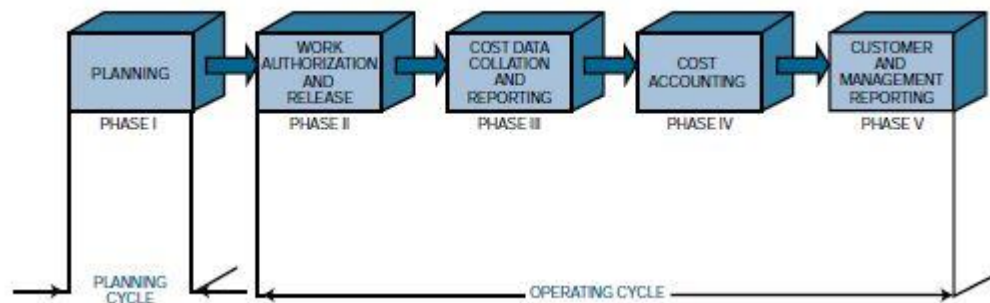 PLANNING
PHASE I
WORK
AUTHORIZATION
AND
RELEASE
PHASE II
COST DATA
COLLATION
AND
REPORTING
PHASE III
COST
ACCOUNTING
PHASE IV
CUSTOMER
AND
MANAGEMENT
REPORTING
PHASE V
PLANNING
CYCLE
OPERATING CYCLE